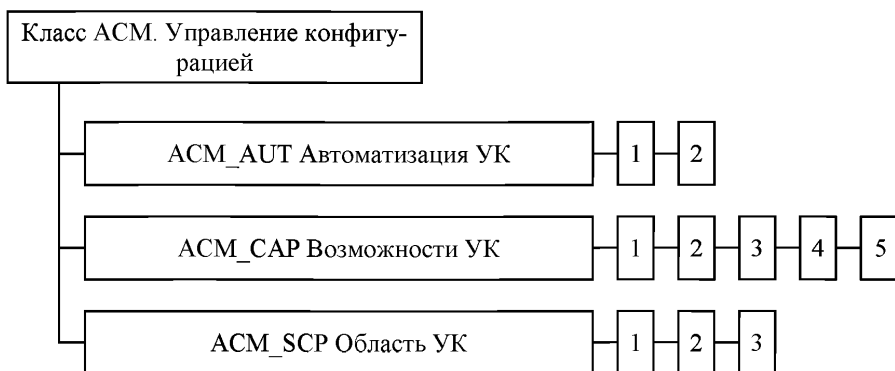 Класс АСМ. Управление конфигу-
рацией
ACM_AUT Автоматизация УК 1 2
ACM_CAP Возможности УК 1 2 3 4 5
ACM_SCP Область УК 1 2 3